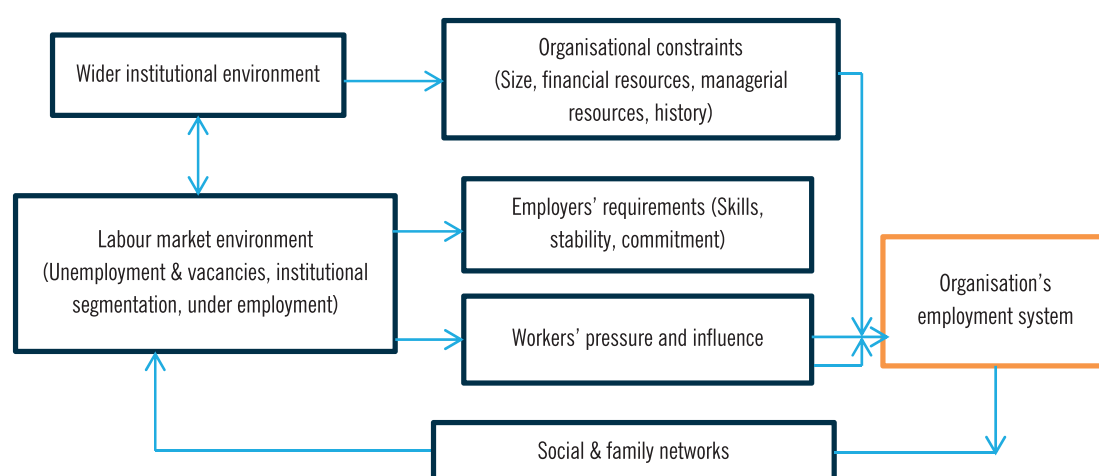 Wider institutional environment
Organisational constraints
(Size, financial resources, managerial
resources, history)
Labour market environment
(Unemployment & vacancies, institutional
segmentation, under employment)
Employers’ requirements (Skills,
stability, commitment)
Workers’ pressure and influence
Organisation’s
employment system
Social & family networks